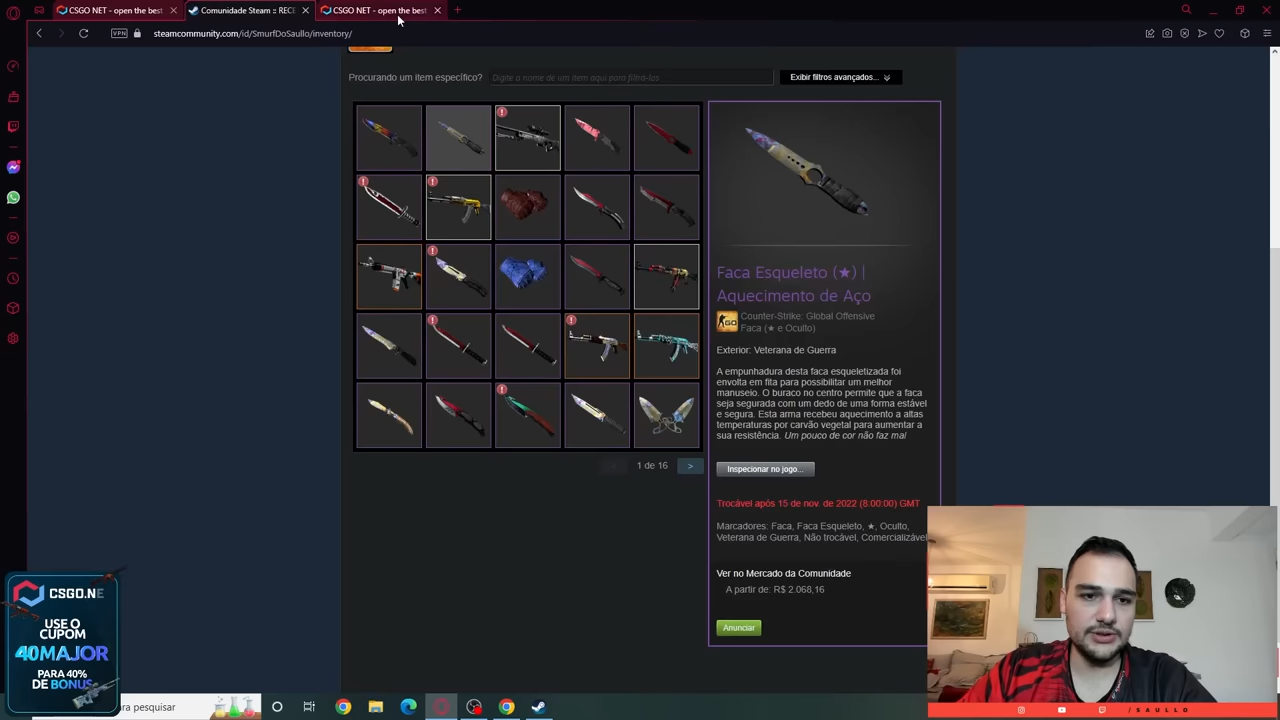 CSGO NET - open the best
Comunidade Steam :: RECE
CSGO NET - open the best
VPN
steamcommunity.com/id/SmurfDoSaullo/inventory/
Procurando um item específico?
Digite o nome de um item aqui para filtrá-los
Exibir filtros avançados...
Faca Esqueleto (★) |
Aquecimento de Aço
Counter-Strike: Global Offensive
Faca (★ e Oculto)
Exterior: Veterana de Guerra
A empunhadura desta faca esqueletizada foi
envolta em fita para possibilitar um melhor
manuseio. O buraco no centro permite que a faca
seja segurada com um dedo de uma forma estável
e segura. Esta arma recebeu aquecimento a altas
temperaturas por carvão vegetal para aumentar a
sua resistência. Um pouco de cor não faz mal
1 de 16
>
Inspecionar no jogo...
Trocável após 15 de nov. de 2022 (8:00:00) GMT
Marcadores: Faca, Faca Esqueleto, ★, Oculto,
Veterana de Guerra, Não trocável, Comercializável
Ver no Mercado da Comunidade
A partir de: R$ 2.068,16
Anunciar
CSGO.NE
USE O
CUPOM
40MAJOR
PARA 40%
DE BONUS
para pesquisar
/SAULLO